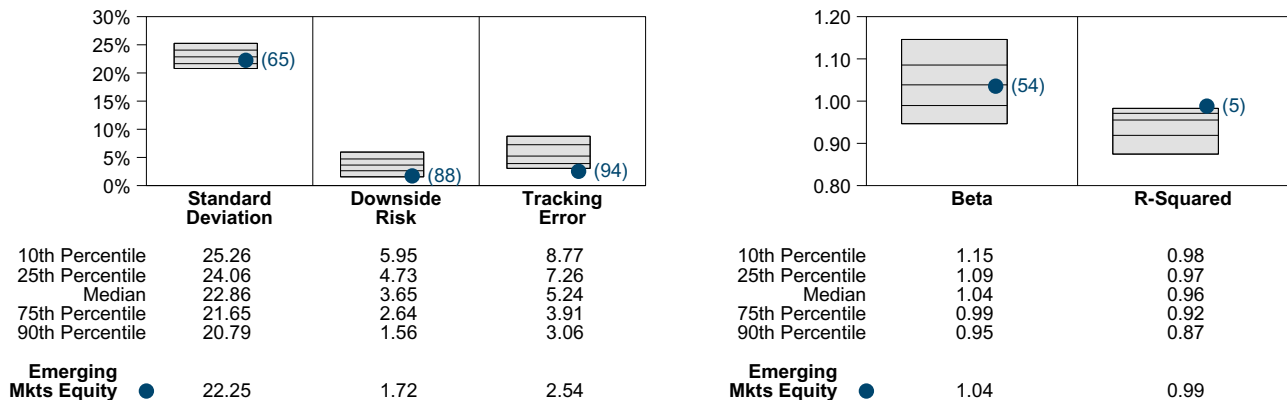 30%
25%
20%
15%
10%
5%
0%
(65)
(88)
(94)
Standard
Deviation
Downside
Risk
Tracking
Error
10th Percentile 25.26 5.95 8.77
25th Percentile 24.06 4.73 7.26
Median 22.86 3.65 5.24
75th Percentile 21.65 2.64 3.91
90th Percentile 20.79 1.56 3.06
Emerging
Mkts Equity 22.25 1.72 2.54
1.20
1.10
1.00
0.90
0.80
(54)
(5)
Beta R-Squared
10th Percentile 1.15 0.98
25th Percentile 1.09 0.97
Median 1.04 0.96
75th Percentile 0.99 0.92
90th Percentile 0.95 0.87
Emerging
Mkts Equity 1.04 0.99